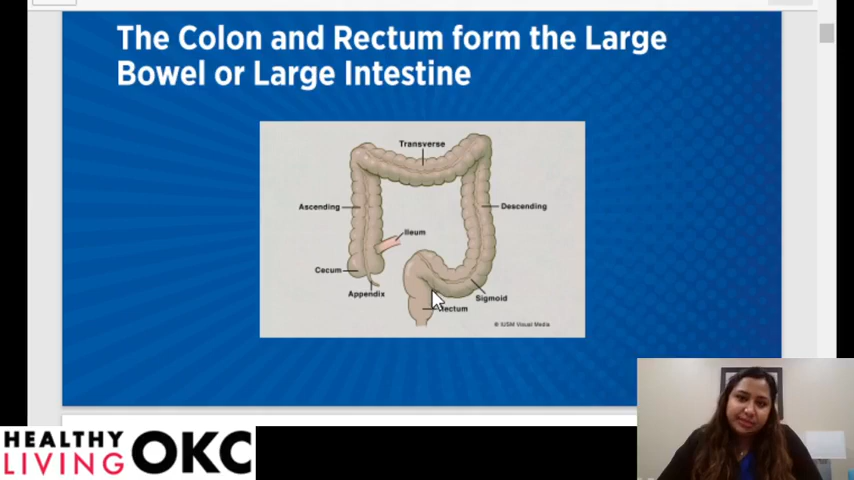 The Colon and Rectum form the Large
Bowel or Large Intestine
Transverse
Ascending
Descending
Ileum
Cecum
Appendix
Sigmoid
Rectum
© IUSM Visual Media
HEALTHY
LIVING
OKC